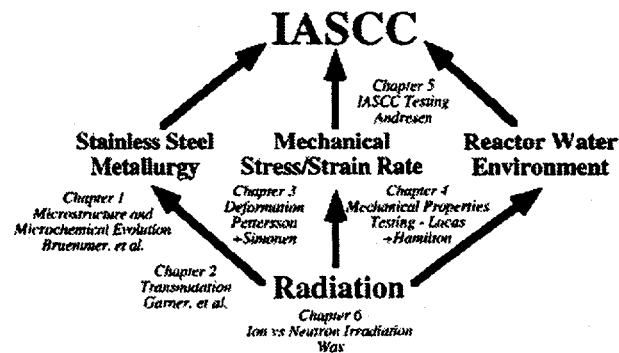 IASCC
Chapter 5
IASCC Testing
Andresen
Stainless Steel
Metallurgy
Mechanical
Stress/Strain Rate
Reactor Water
Environment
Chapter 1
Microstructure and
Microchemical Evolution
Bruemmer, et al.
Chapter 3
Deformation
Pettersson
+Simonen
Chapter 4
Mechanical Properties
Testing - Lucas
+Hamilton
Chapter 2
Transmutation
Garner, et al.
Radiation
Chapter 6
Ion vs Neutron Irradiation
Was